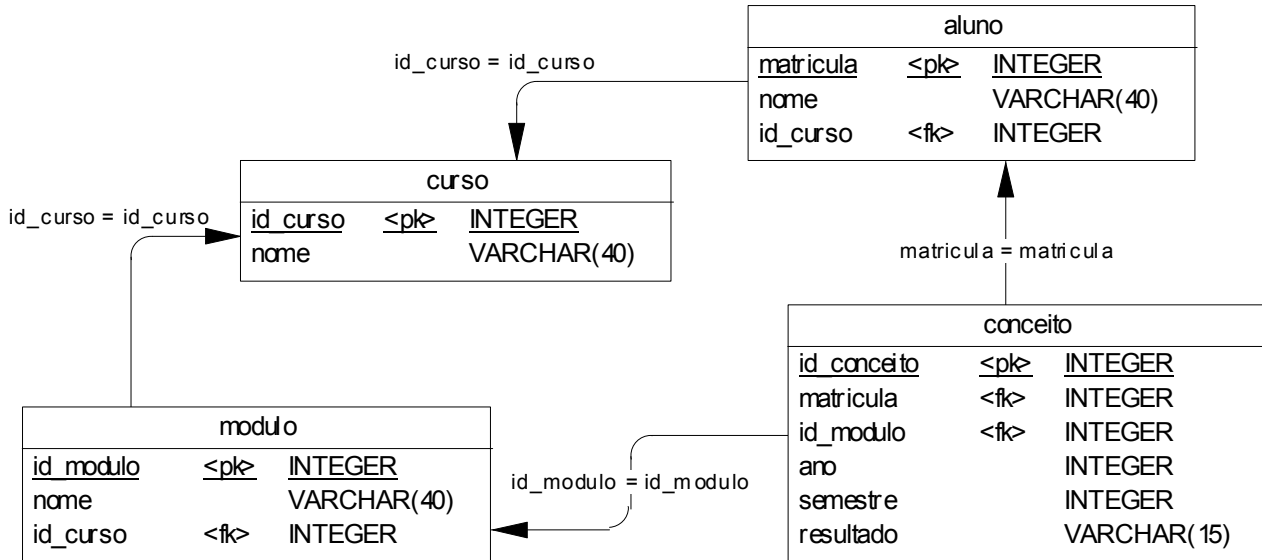 aluno
matricula <pk> INTEGER
nome VARCHAR(40)
id_curso <fk> INTEGER
id_curso = id_curso
curso
id_curso <pk> INTEGER
nome VARCHAR(40)
id_curso = id_curso
matricula = matricula
conceito
id_conceito <pk> INTEGER
matricula <fk> INTEGER
id_modulo <fk> INTEGER
ano INTEGER
semestre INTEGER
resultado VARCHAR(15)
modulo
id_modulo <pk> INTEGER
nome VARCHAR(40)
id_curso <fk> INTEGER
id_modulo = id_modulo